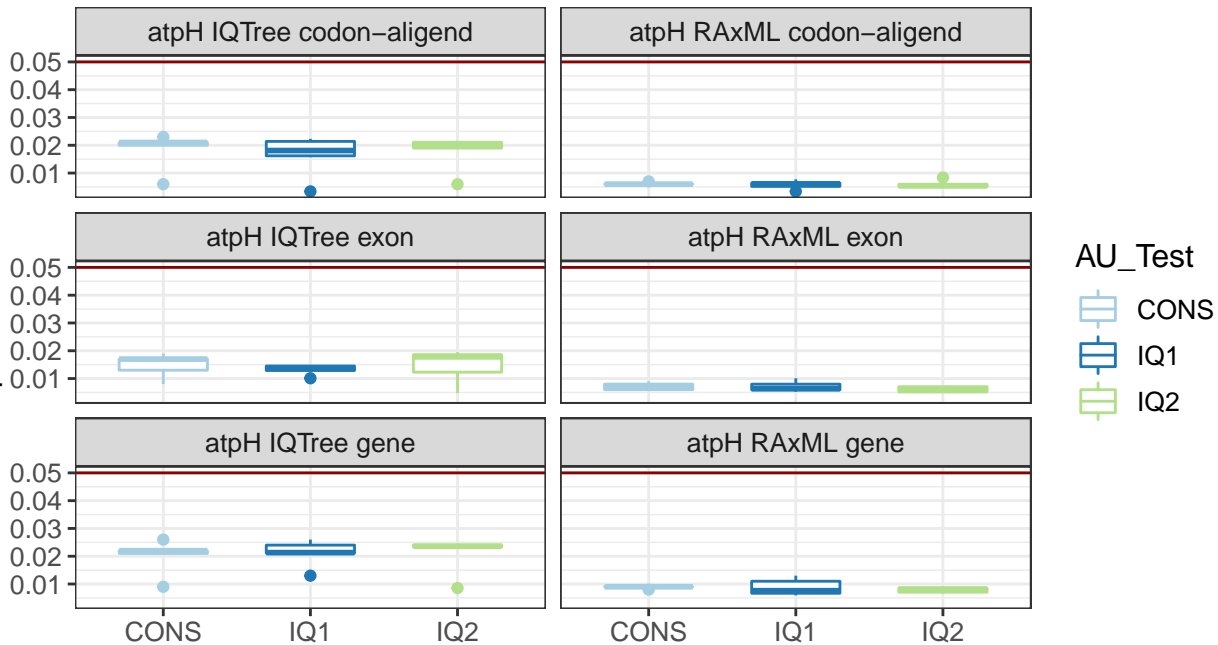 atpH IQTree codon−aligend
atpH RAxML codon−aligend
0.05
0.04
0.03
0.02
0.01
atpH IQTree exon
atpH RAxML exon
0.05
0.04
0.03
0.02
0.01
atpH IQTree gene
atpH RAxML gene
0.05
0.04
0.03
0.02
0.01
CONS
IQ1
IQ2
CONS
IQ1
IQ2
AU_Test
CONS
IQ1
IQ2